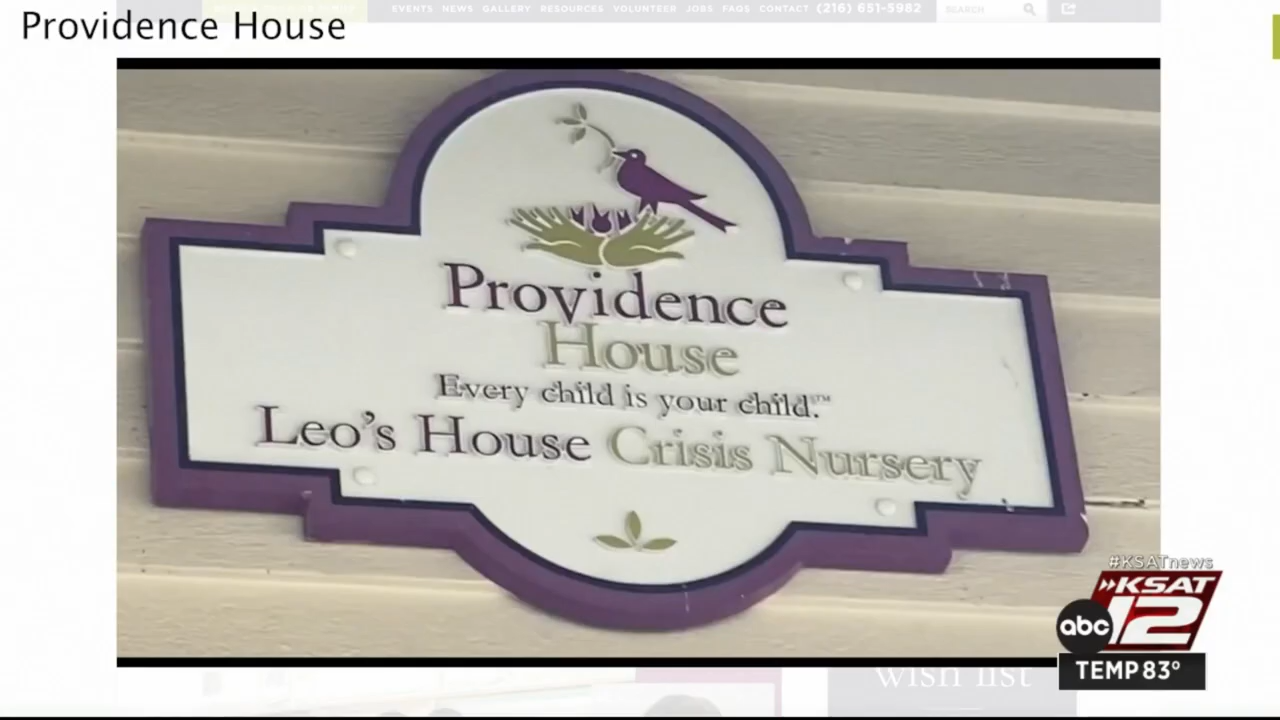 EVENTS NEWS GALLERY RESOURCES VOLUNTEER JOBS FAQS CONTACT (216) 651-5982
SEARCH
Providence House
Providence
House
Every child is your child.™
Leo's House Crisis Nursery
#KSATnews
KSAT
abc 12
TEMP 83°
wish list